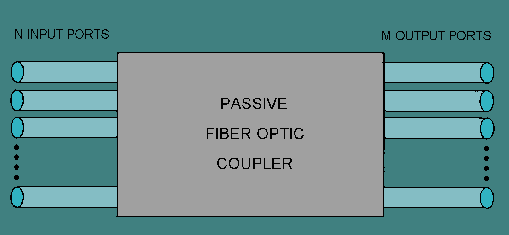 N INPUT PORTS
M OUTPUT PORTS
PASSIVE
FIBER OPTIC
COUPLER